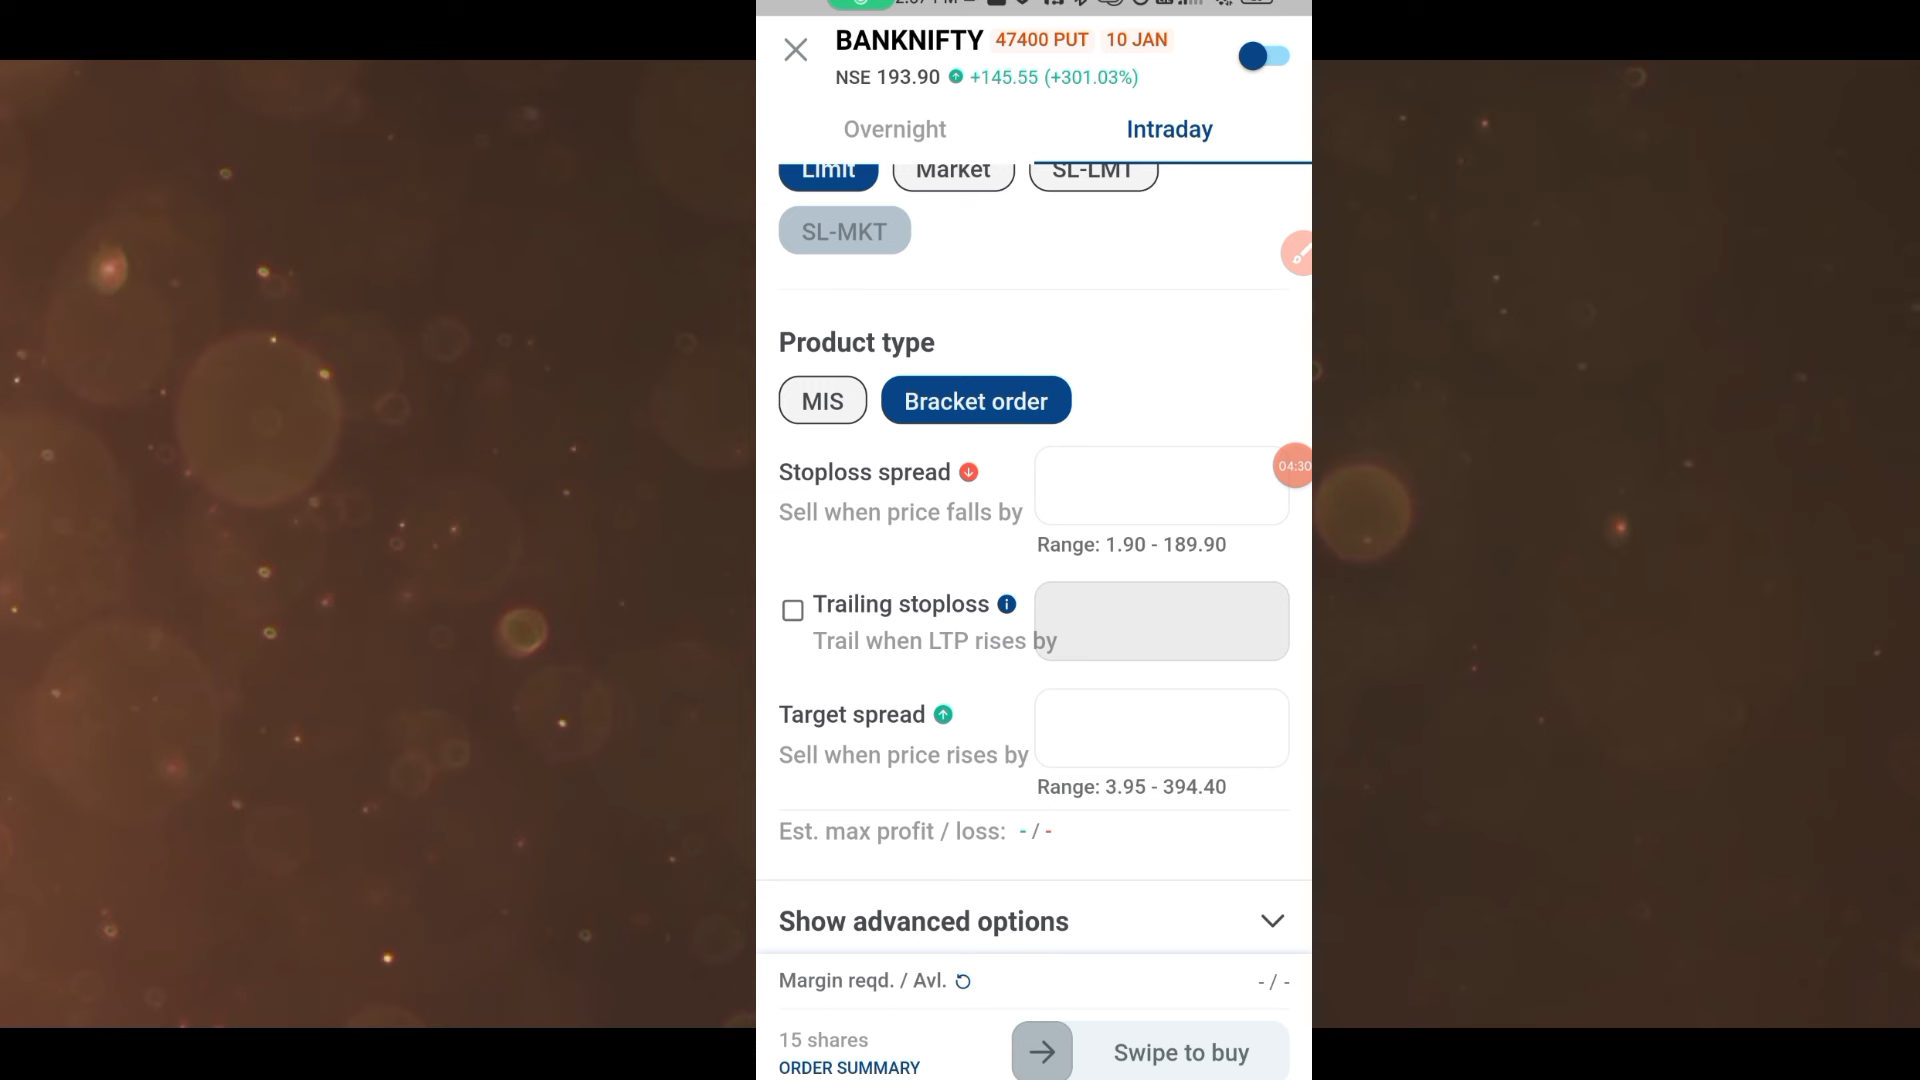 BANKNIFTY 47400 PUT 10 JAN
NSE 193.90 +145.55 (+301.03%)
Overnight Intraday
Limit Market SL-LMT
SL-MKT
Product type
MIS Bracket order
Stoploss spread
Sell when price falls by
04:30
Range: 1.90 - 189.90
Trailing stoploss
Trail when LTP rises by
Target spread
Sell when price rises by
Range: 3.95 - 394.40
Est. max profit / loss: - / -
Show advanced options
Margin reqd. / Avl. - / -
15 shares
ORDER SUMMARY
Swipe to buy